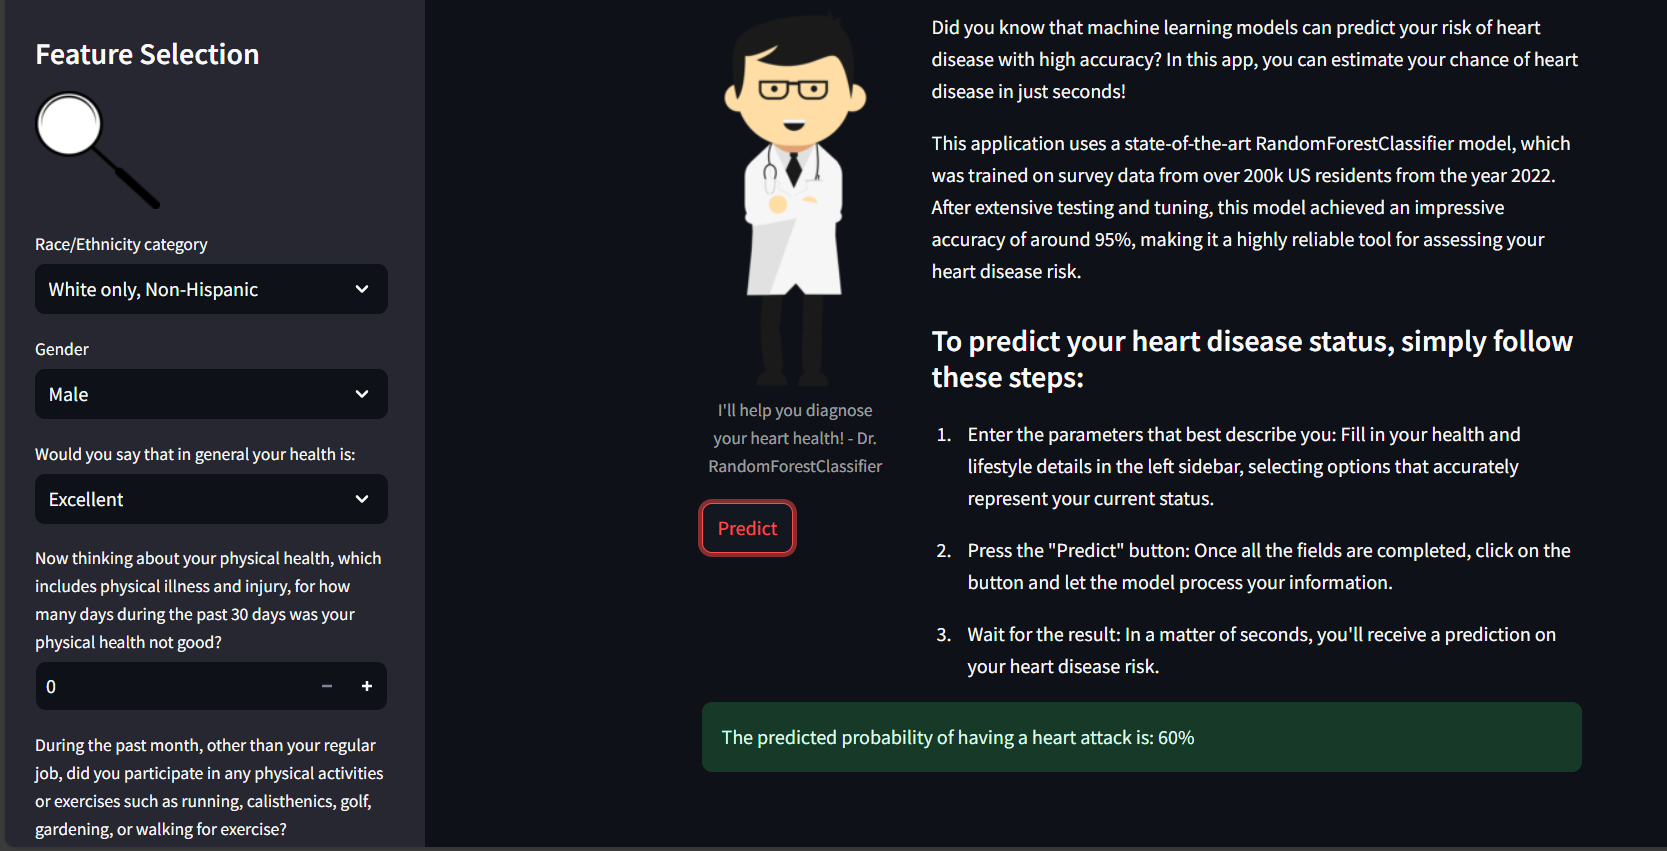 Feature Selection
Race/Ethnicity category
White only, Non-Hispanic
Gender
Male
Would you say that in general your health is:
Excellent
Now thinking about your physical health, which
includes physical illness and injury, for how
many days during the past 30 days was your
physical health not good?
0
During the past month, other than your regular
job, did you participate in any physical activities
or exercises such as running, calisthenics, golf,
gardening, or walking for exercise?
I'll help you diagnose
your heart health! - Dr.
RandomForestClassifier
Predict
Did you know that machine learning models can predict your risk of heart
disease with high accuracy? In this app, you can estimate your chance of heart
disease in just seconds!
This application uses a state-of-the-art RandomForestClassifier model, which
was trained on survey data from over 200k US residents from the year 2022.
After extensive testing and tuning, this model achieved an impressive
accuracy of around 95%, making it a highly reliable tool for assessing your
heart disease risk.
To predict your heart disease status, simply follow
these steps:
1. Enter the parameters that best describe you: Fill in your health and
lifestyle details in the left sidebar, selecting options that accurately
represent your current status.
2. Press the "Predict" button: Once all the fields are completed, click on the
button and let the model process your information.
3. Wait for the result: In a matter of seconds, you'll receive a prediction on
your heart disease risk.
The predicted probability of having a heart attack is: 60%